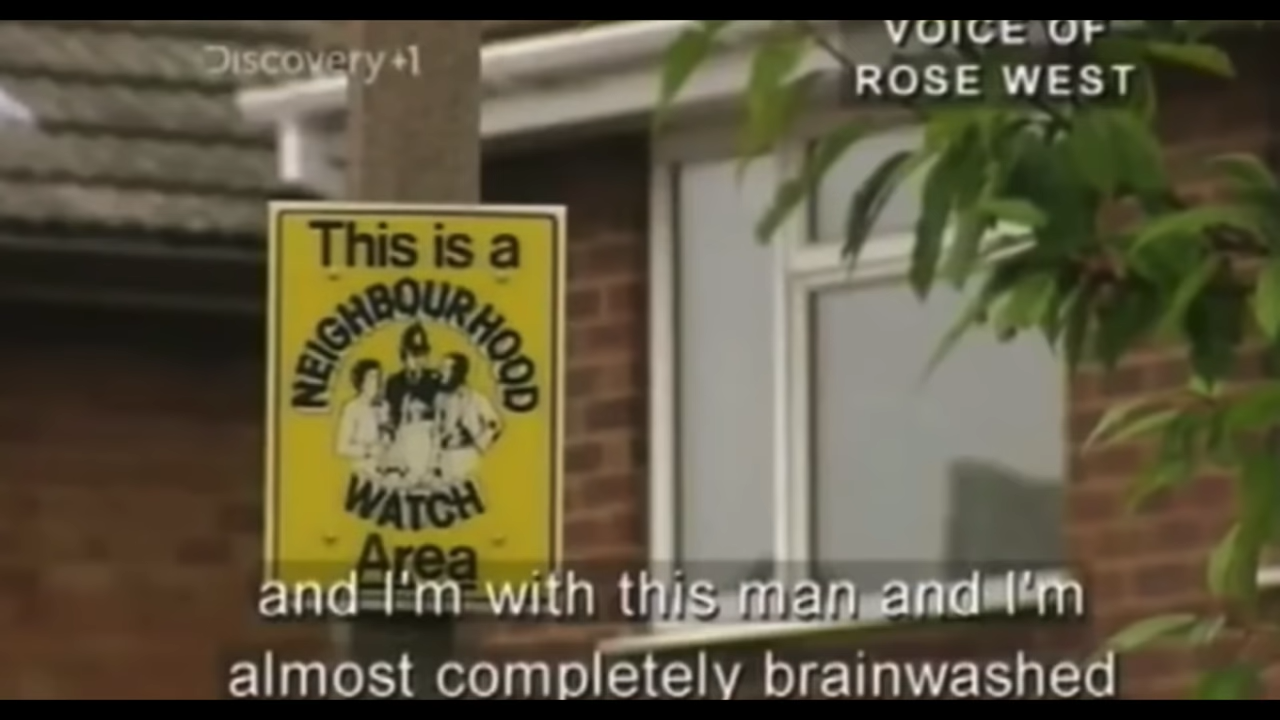 Discovery+1
VOICE OF
ROSE WEST
This is a
NEIGHBOURHOOD
WATCH
Area
and I'm with this man and I'm
almost completely brainwashed